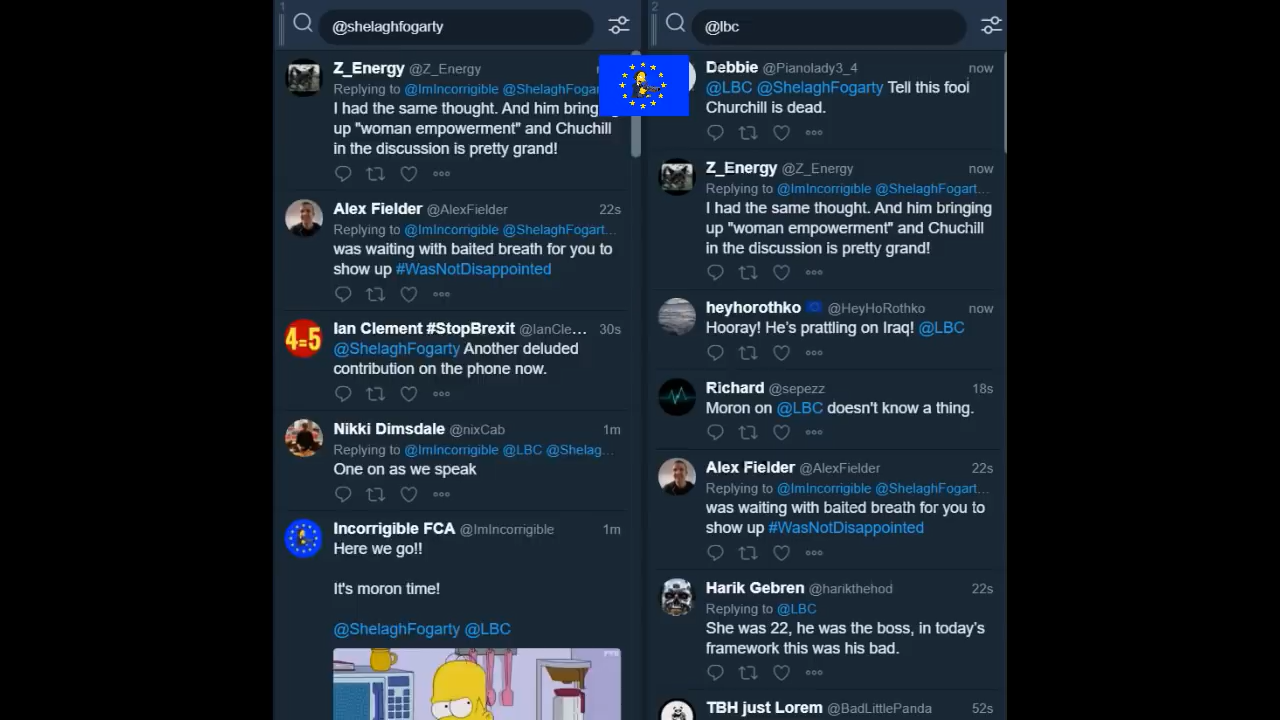 1
@shelaghfogarty
Z_Energy @Z_Energy
Replying to @ImIncorrigible @ShelaghFogar
I had the same thought. And him bringing
up "woman empowerment" and Chuchill
in the discussion is pretty grand!
Alex Fielder @AlexFielder 22s
Replying to @ImIncorrigible @ShelaghFogart...
was waiting with baited breath for you to
show up #WasNotDisappointed
Ian Clement #StopBrexit @IanCle... 30s
4=5
@ShelaghFogarty Another deluded
contribution on the phone now.
Nikki Dimsdale @nixCab 1m
Replying to @ImIncorrigible @LBC @Shelag...
One on as we speak
Incorrigible FCA @ImIncorrigible 1m
Here we go!!
It's moron time!
@ShelaghFogarty @LBC
2
@lbc
Debbie @Pianolady3_4 now
@LBC @ShelaghFogarty Tell this fool
Churchill is dead.
Z_Energy @Z_Energy now
Replying to @ImIncorrigible @ShelaghFogart...
I had the same thought. And him bringing
up "woman empowerment" and Chuchill
in the discussion is pretty grand!
heyhorothko @HeyHoRothko now
Hooray! He's prattling on Iraq! @LBC
Richard @sepezz 18s
Moron on @LBC doesn't know a thing.
Alex Fielder @AlexFielder 22s
Replying to @ImIncorrigible @ShelaghFogart...
was waiting with baited breath for you to
show up #WasNotDisappointed
Harik Gebren @harikthehod 22s
Replying to @LBC
She was 22, he was the boss, in today's
framework this was his bad.
TBH just Lorem @BadLittlePanda 52s